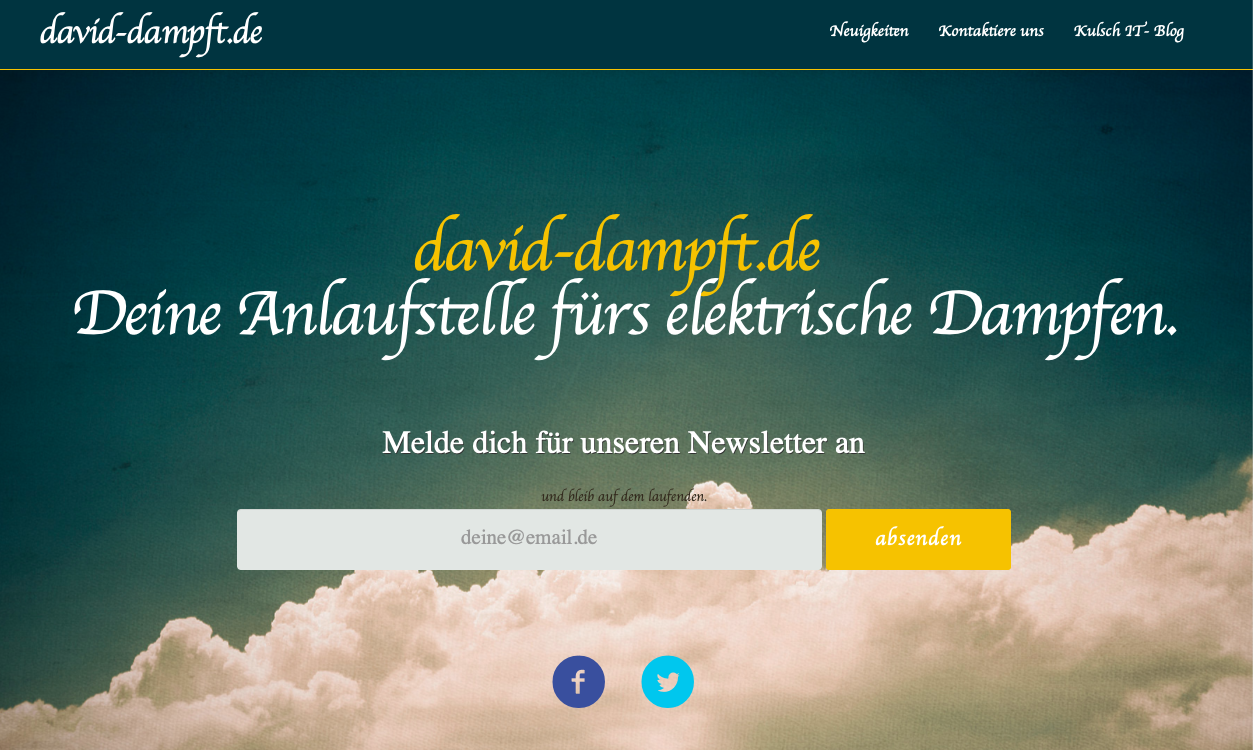 david-dampft.de
Neuigkeiten Kontaktiere uns Kulsch IT- Blog
david-dampft.de
Deine Anlaufstelle fürs elektrische Dampfen.
Melde dich für unseren Newsletter an
und bleib auf dem laufenden.
deine@email.de
absenden